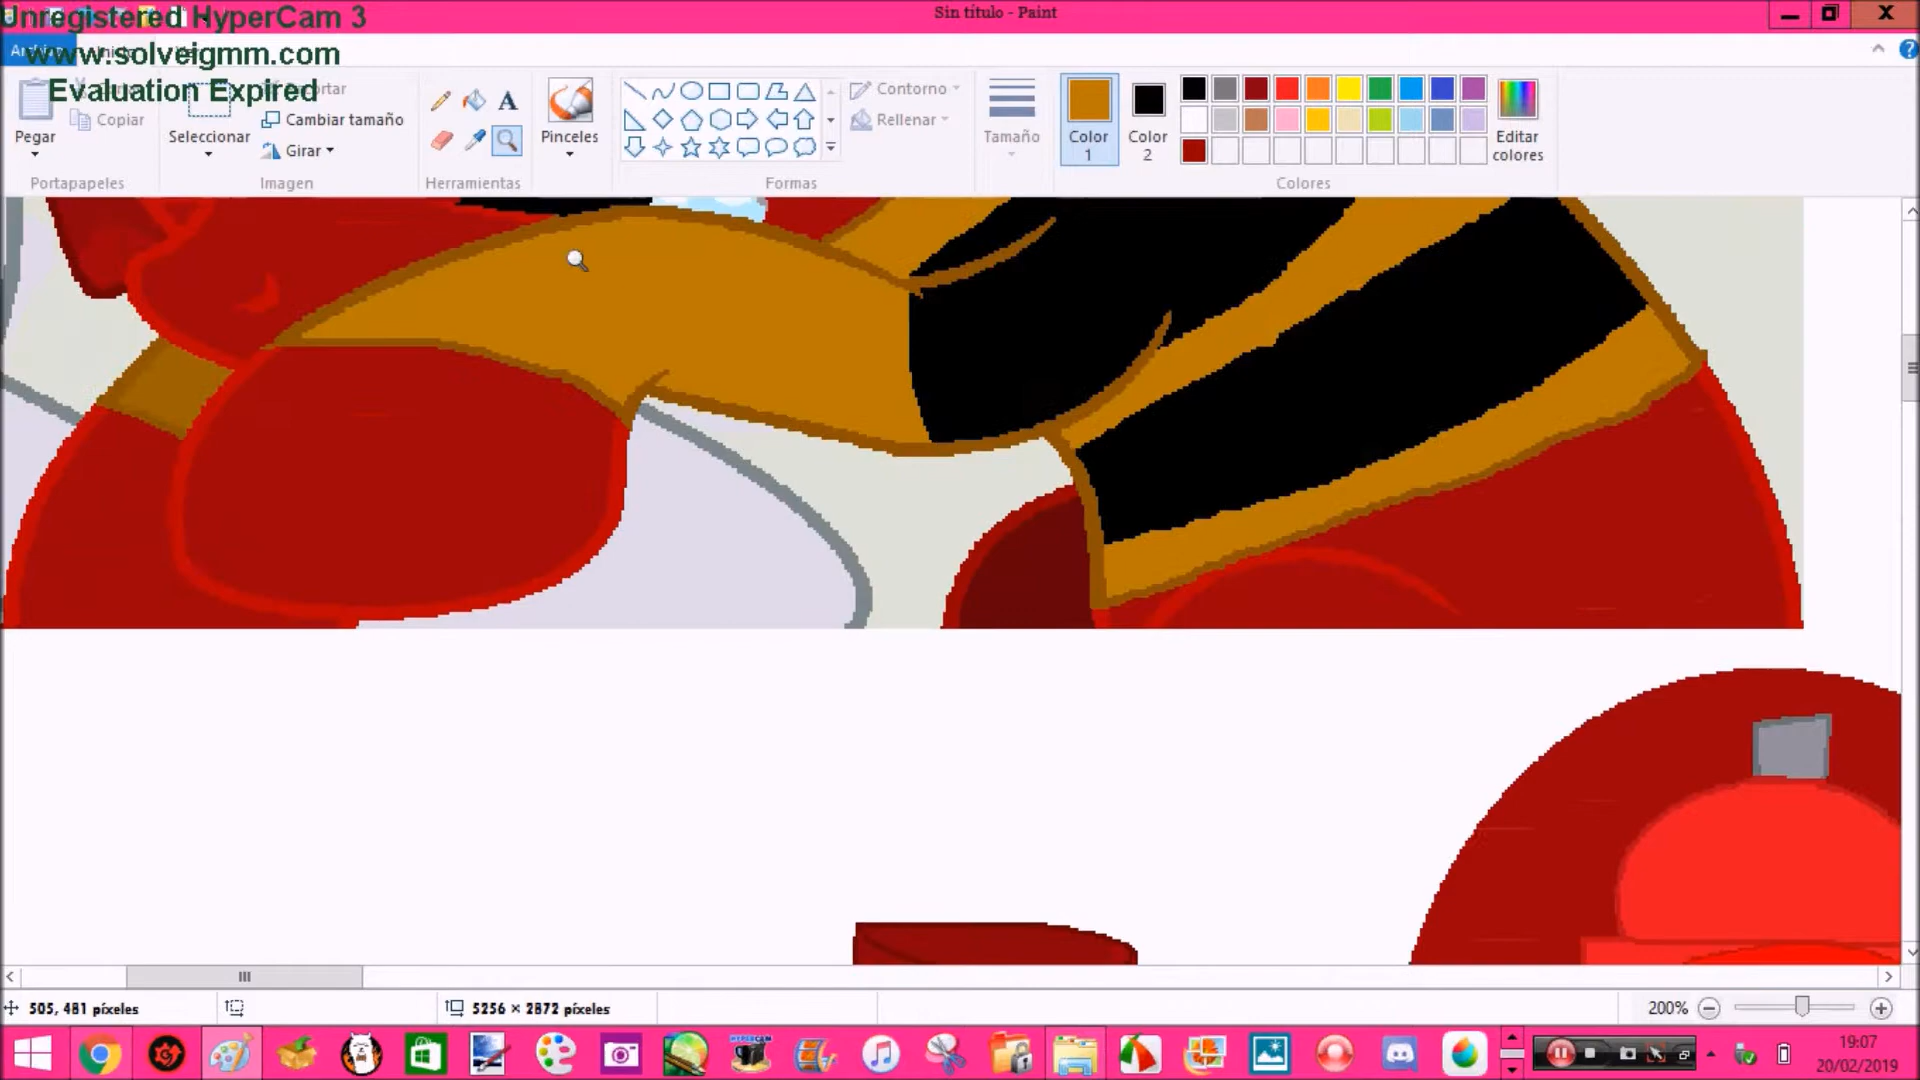 Unregistered HyperCam 3
Sin título - Paint
www.solveigmm.com
Evaluation Expired
Pegar
Copiar
Portapapeles
Seleccionar
Cambiar tamaño
Girar
Imagen
A
Herramientas
Pinceles
Contorno
Rellenar
Formas
Tamaño
Color
1
Color
2
Editar
colores
Colores
505, 481 píxeles
5256 × 2872 píxeles
200%
19:07
20/02/2019